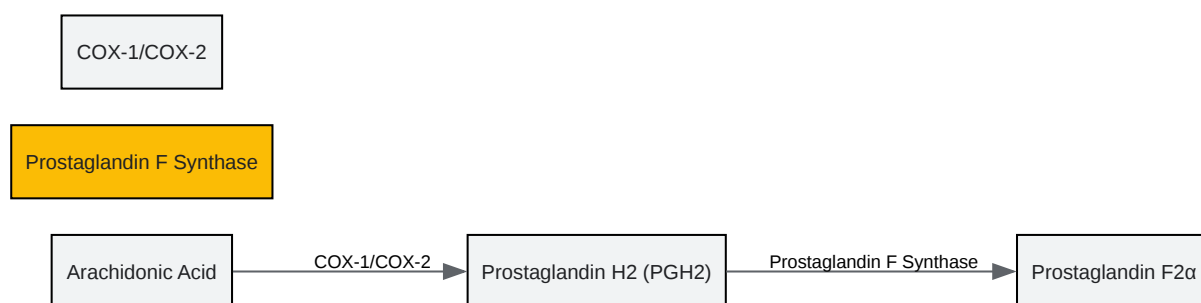 COX-1/COX-2
Prostaglandin F Synthase
Arachidonic Acid
COX-1/COX-2
Prostaglandin H2 (PGH2)
Prostaglandin F Synthase
Prostaglandin F2α